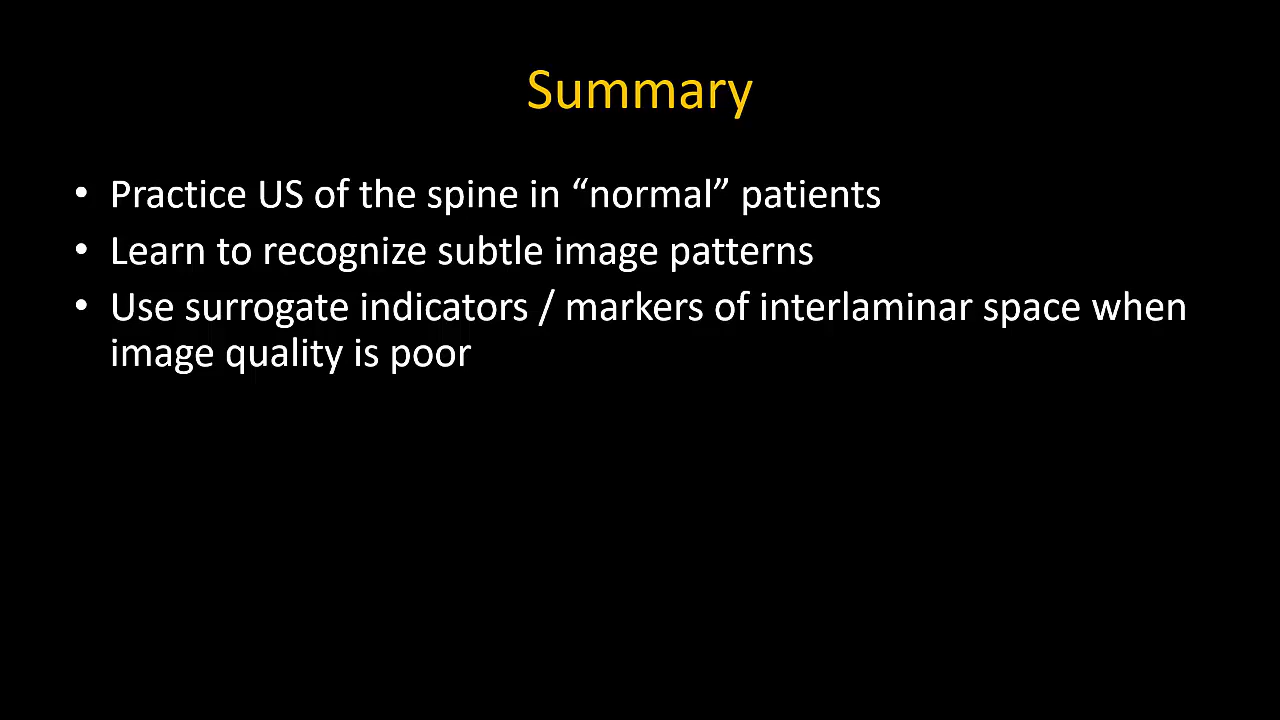 Summary
• Practice US of the spine in “normal” patients
• Learn to recognize subtle image patterns
• Use surrogate indicators / markers of interlaminar space when
image quality is poor